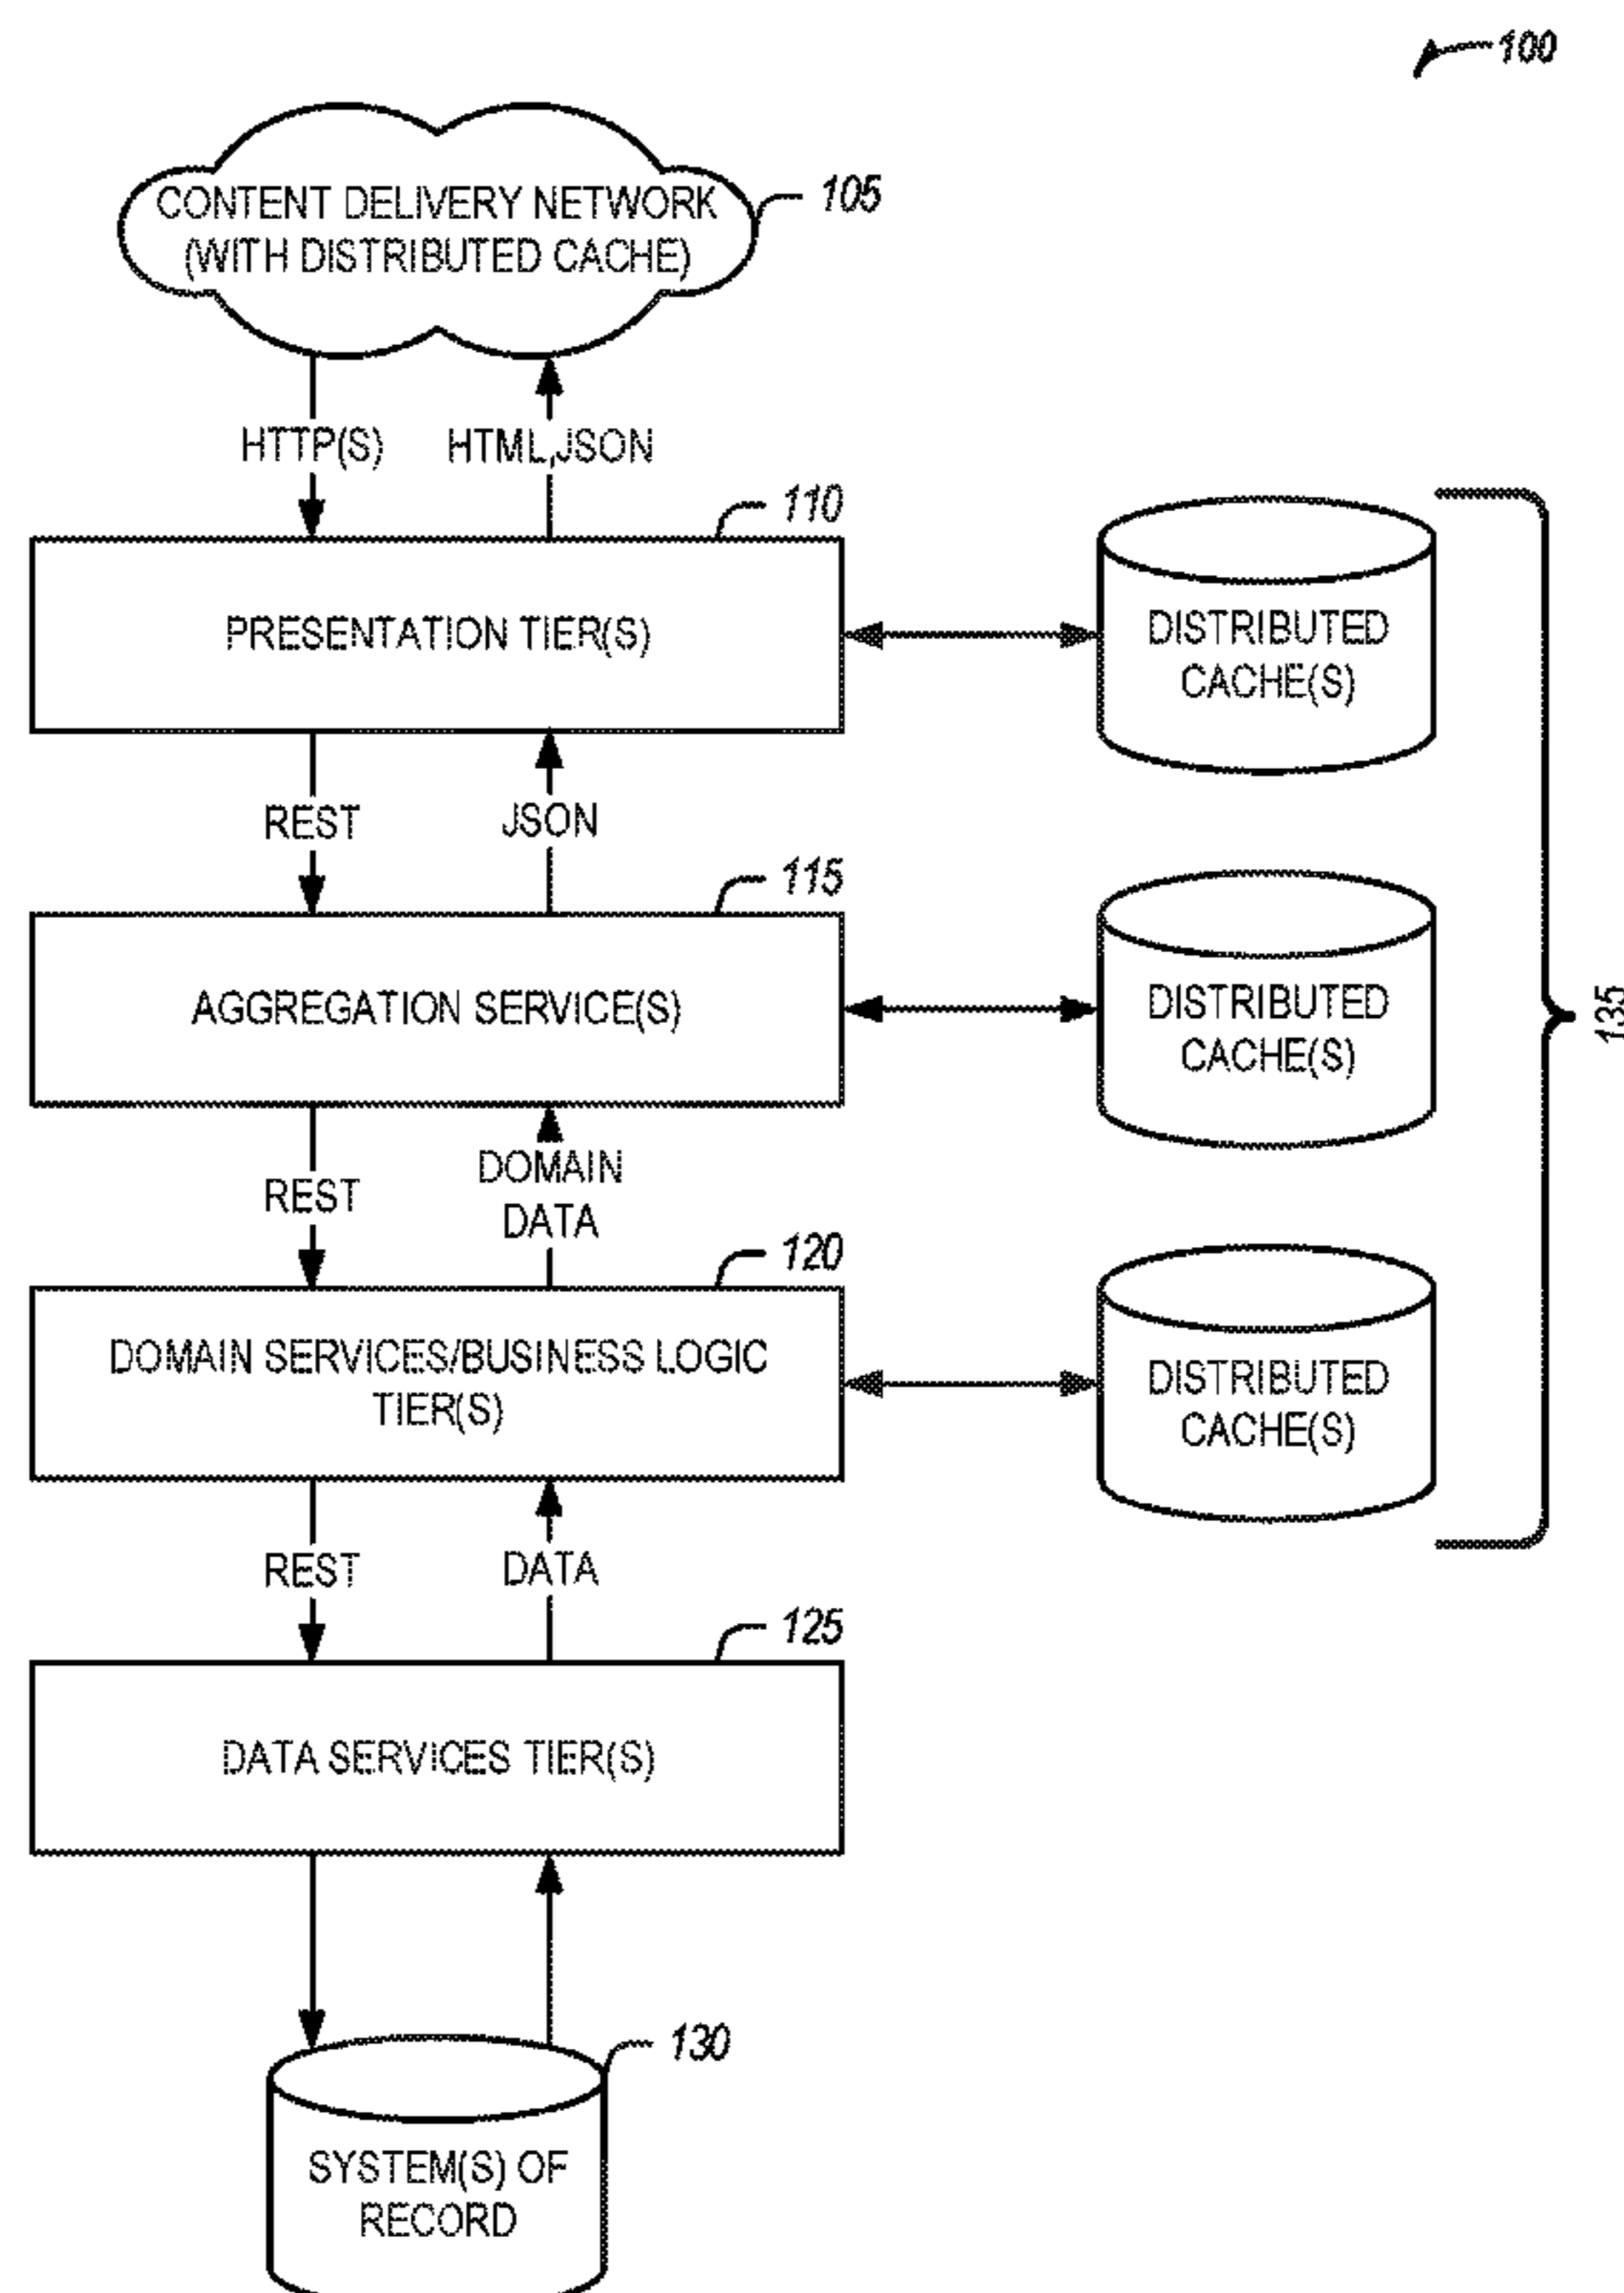 100
CONTENT DELIVERY NETWORK
(WITH DISTRIBUTED CACHE)
105
HTTP(S)
HTML,JSON
110
PRESENTATION TIER(S)
DISTRIBUTED
CACHE(S)
REST
JSON
115
AGGREGATION SERVICE(S)
DISTRIBUTED
CACHE(S)
135
REST
DOMAIN
DATA
120
DOMAIN SERVICES/BUSINESS LOGIC
TIER(S)
DISTRIBUTED
CACHE(S)
REST
DATA
125
DATA SERVICES TIER(S)
130
SYSTEM(S) OF
RECORD